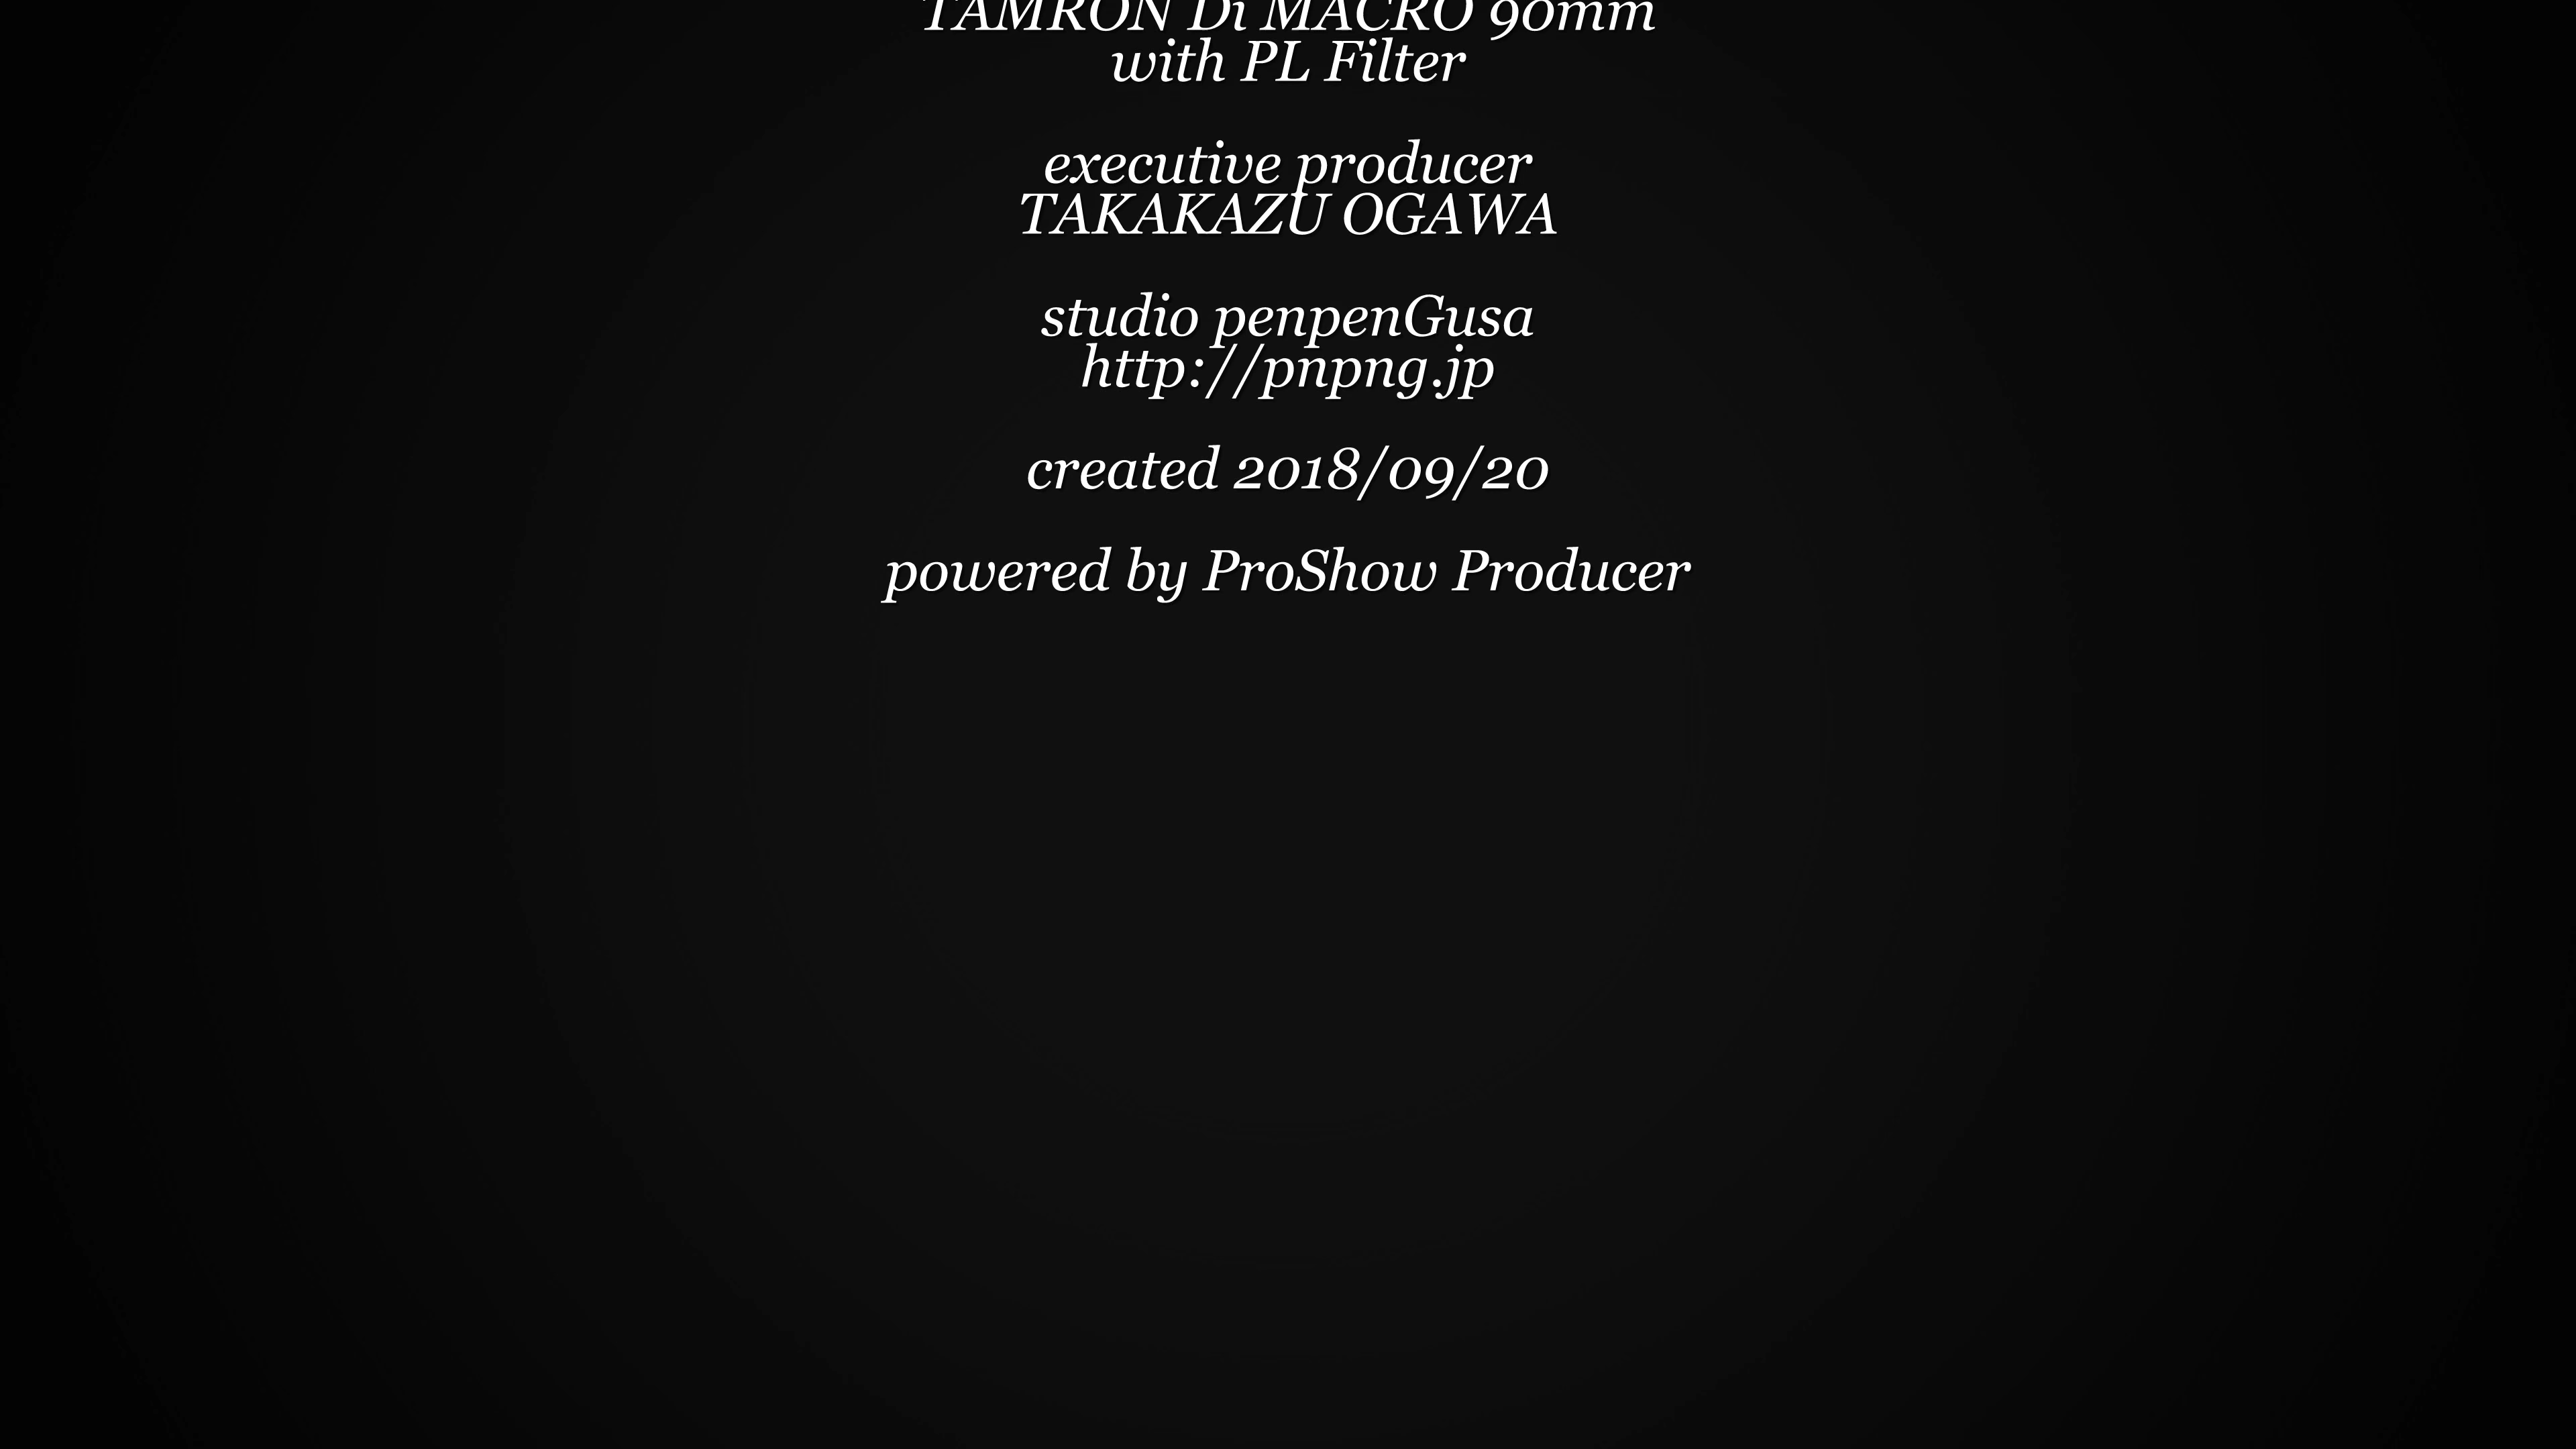 TAMRON Di MACRO 90mm
with PL Filter
executive producer
TAKAKAZU OGAWA
studio penpenGusa
http://pnpng.jp
created 2018/09/20
powered by ProShow Producer